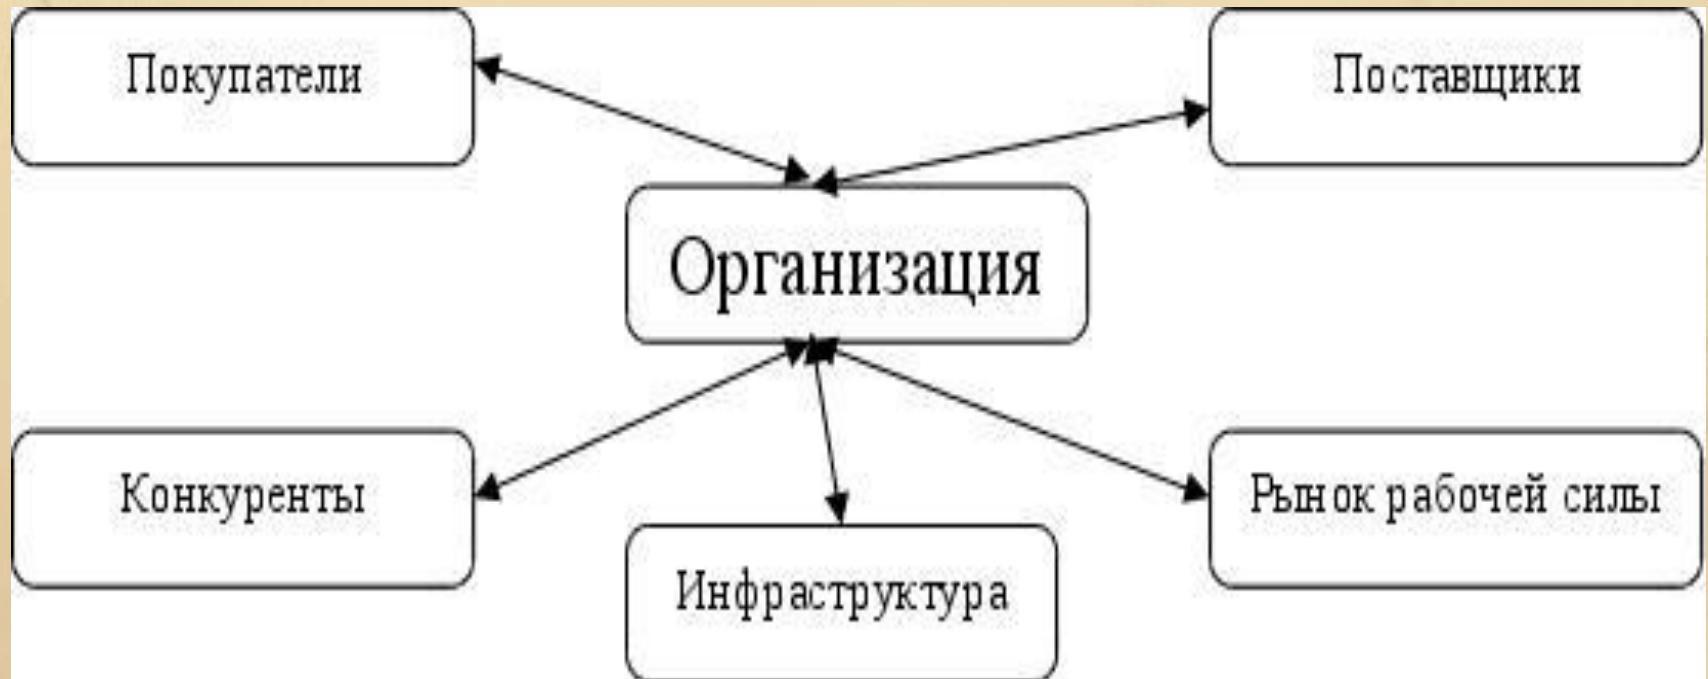 Покупатели
Поставщики
Организация
Конкуренты
Рынок рабочей силы
Инфраструктура